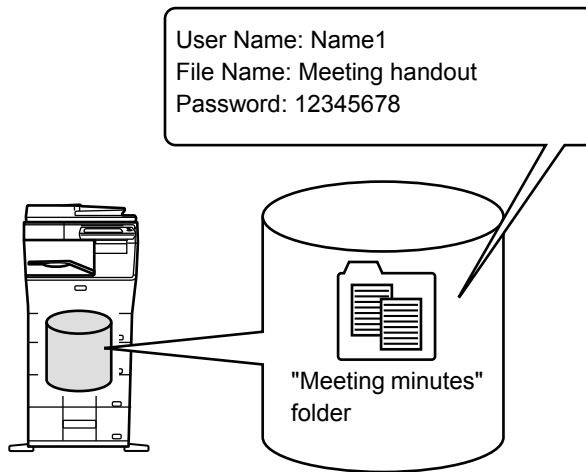 User Name: Name1
File Name: Meeting handout
Password: 12345678
"Meeting minutes"
folder